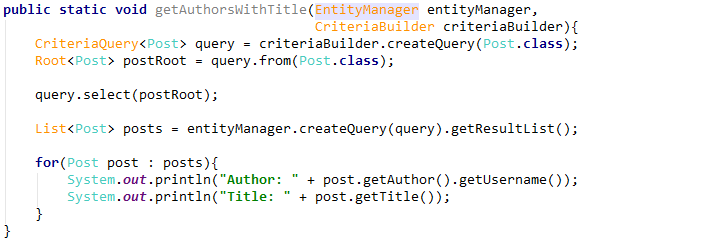 public static void getAuthorsWithTitle(EntityManager entityManager,
CriteriaBuilder criteriaBuilder){
CriteriaQuery<Post> query = criteriaBuilder.createQuery(Post.class);
Root<Post> postRoot = query.from(Post.class);
query.select(postRoot);
List<Post> posts = entityManager.createQuery(query).getResultList();
for(Post post : posts){
System.out.println("Author: " + post.getAuthor().getUsername());
System.out.println("Title: " + post.getTitle());
}
}